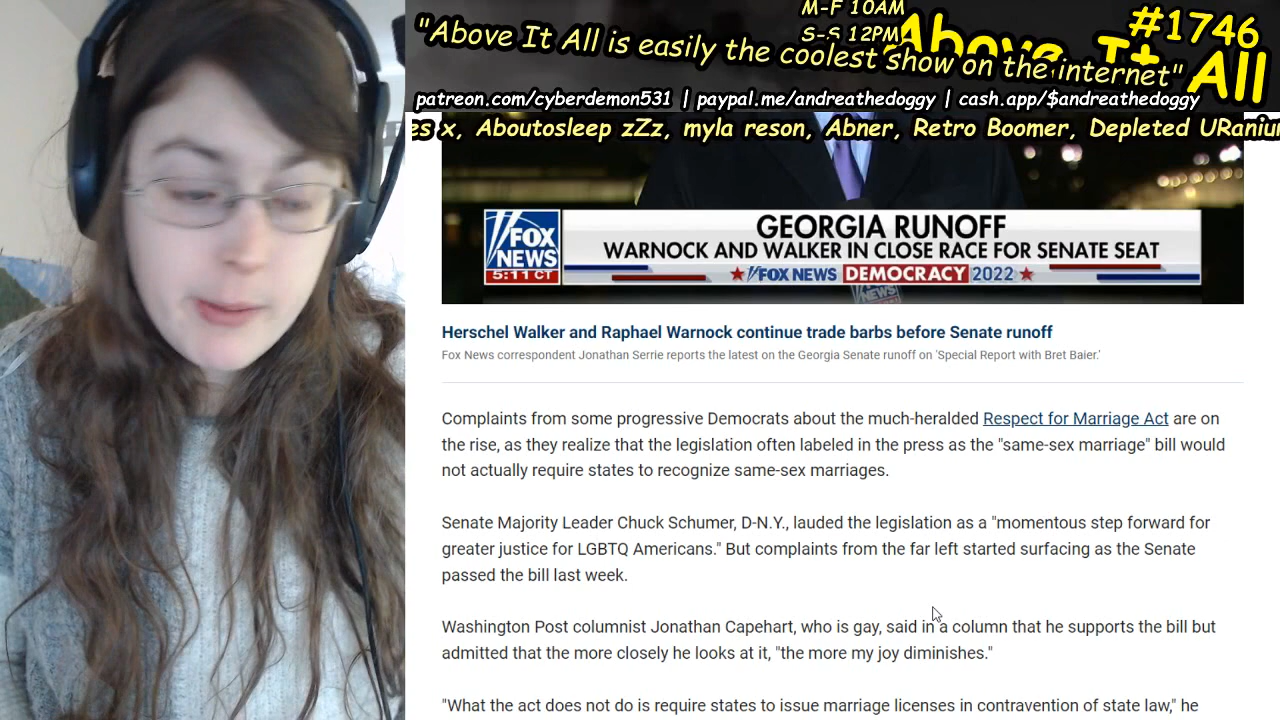 M-F 10AM
S-S 12PM
#1746
Above It All
"Above It All is easily the coolest show on the internet"
patreon.com/cyberdemon531 | paypal.me/andreathedoggy | cash.app/$andreathedoggy
es x, Aboutosleep zZz, myla reson, Abner, Retro Boomer, Depleted URaniu
FOX
NEWS
5:11 CT
GEORGIA RUNOFF
WARNOCK AND WALKER IN CLOSE RACE FOR SENATE SEAT
FOX NEWS DEMOCRACY 2022
NEWS
Herschel Walker and Raphael Warnock continue trade barbs before Senate runoff
Fox News correspondent Jonathan Serrie reports the latest on the Georgia Senate runoff on 'Special Report with Bret Baier.'
Complaints from some progressive Democrats about the much-heralded Respect for Marriage Act are on
the rise, as they realize that the legislation often labeled in the press as the "same-sex marriage" bill would
not actually require states to recognize same-sex marriages.
Senate Majority Leader Chuck Schumer, D-N.Y., lauded the legislation as a "momentous step forward for
greater justice for LGBTQ Americans." But complaints from the far left started surfacing as the Senate
passed the bill last week.
Washington Post columnist Jonathan Capehart, who is gay, said in a column that he supports the bill but
admitted that the more closely he looks at it, "the more my joy diminishes."
"What the act does not do is require states to issue marriage licenses in contravention of state law," he